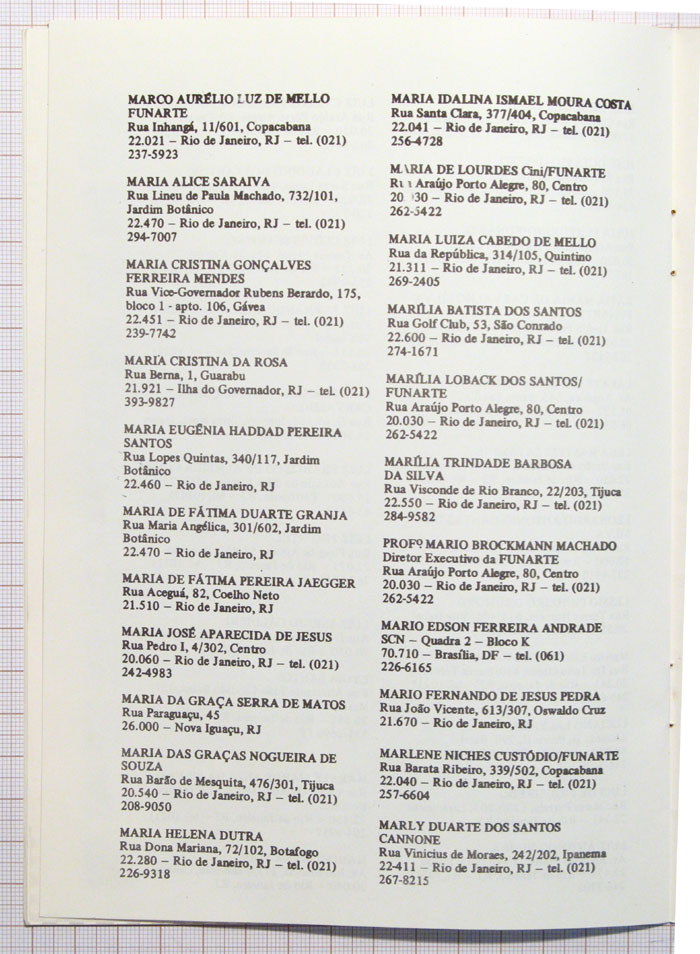 MARCO AURÉLIO LUZ DE MELLO
FUNARTE
Rua Inhangá, 11/601, Copacabana
22.021 – Rio de Janeiro, RJ – tel. (021)
237-5923
MARIA ALICE SARAIVA
Rua Lineu de Paula Machado, 732/101,
Jardim Botânico
22.470 – Rio de Janeiro, RJ – tel. (021)
294-7007
MARIA CRISTINA GONÇALVES
FERREIRA MENDES
Rua Vice-Governador Rubens Berardo, 175,
bloco 1 - apto. 106, Gávea
22.451 – Rio de Janeiro, RJ – tel. (021)
239-7742
MARIA CRISTINA DA ROSA
Rua Berna, 1, Guarabu
21.921 – Ilha do Governador, RJ – tel. (021)
393-9827
MARIA EUGÊNIA HADDAD PEREIRA
SANTOS
Rua Lopes Quintas, 340/117, Jardim
Botânico
22.460 – Rio de Janeiro, RJ
MARIA DE FÁTIMA DUARTE GRANJA
Rua Maria Angélica, 301/602, Jardim
Botânico
22.470 – Rio de Janeiro, RJ
MARIA DE FÁTIMA PEREIRA JAEGGER
Rua Aceguá, 82, Coelho Neto
21.510 – Rio de Janeiro, RJ
MARIA JOSÉ APARECIDA DE JESUS
Rua Pedro I, 4/302, Centro
20.060 – Rio de Janeiro, RJ – tel. (021)
242-4983
MARIA DA GRAÇA SERRA DE MATOS
Rua Paraguaçu, 45
26.000 – Nova Iguaçu, RJ
MARIA DAS GRAÇAS NOGUEIRA DE
SOUZA
Rua Barão de Mesquita, 476/301, Tijuca
20.540 – Rio de Janeiro, RJ – tel. (021)
208-9050
MARIA HELENA DUTRA
Rua Dona Mariana, 72/102, Botafogo
22.280 – Rio de Janeiro, RJ – tel. (021)
226-9318
MARIA IDALINA ISMAEL MOURA COSTA
Rua Santa Clara, 377/404, Copacabana
22.041 – Rio de Janeiro, RJ – tel. (021)
256-4728
MARIA DE LOURDES Cini/FUNARTE
Rua Araújo Porto Alegre, 80, Centro
20.030 – Rio de Janeiro, RJ – tel. (021)
262-5422
MARIA LUIZA CABEDO DE MELLO
Rua da República, 314/105, Quintino
21.311 – Rio de Janeiro, RJ – tel. (021)
269-2405
MARÍLIA BATISTA DOS SANTOS
Rua Golf Club, 53, São Conrado
22.600 – Rio de Janeiro, RJ – tel. (021)
274-1671
MARÍLIA LOBACK DOS SANTOS/
FUNARTE
Rua Araújo Porto Alegre, 80, Centro
20.030 – Rio de Janeiro, RJ – tel. (021)
262-5422
MARÍLIA TRINDADE BARBOSA
DA SILVA
Rua Visconde de Rio Branco, 22/203, Tijuca
22.550 – Rio de Janeiro, RJ – tel. (021)
284-9582
PROFº MARIO BROCKMANN MACHADO
Diretor Executivo da FUNARTE
Rua Araújo Porto Alegre, 80, Centro
20.030 – Rio de Janeiro, RJ – tel. (021)
262-5422
MARIO EDSON FERREIRA ANDRADE
SCN – Quadra 2 – Bloco K
70.710 – Brasília, DF – tel. (061)
226-6165
MARIO FERNANDO DE JESUS PEDRA
Rua João Vicente, 613/307, Oswaldo Cruz
21.670 – Rio de Janeiro, RJ
MARLENE NICHES CUSTÓDIO/FUNARTE
Rua Barata Ribeiro, 339/502, Copacabana
22.040 – Rio de Janeiro, RJ – tel. (021)
257-6604
MARLY DUARTE DOS SANTOS
CANNONE
Rua Vinicius de Moraes, 242/202, Ipanema
22-411 – Rio de Janeiro, RJ – tel. (021)
267-8215